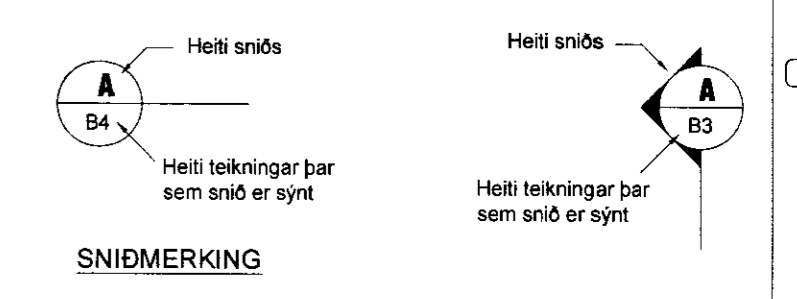 Heiti sniðs
A
B4
Heiti teikningar þar
sem snið er sýnt
SNIÐMERKING
Heiti sniðs
A
B3
Heiti teikningar þar
sem snið er sýnt